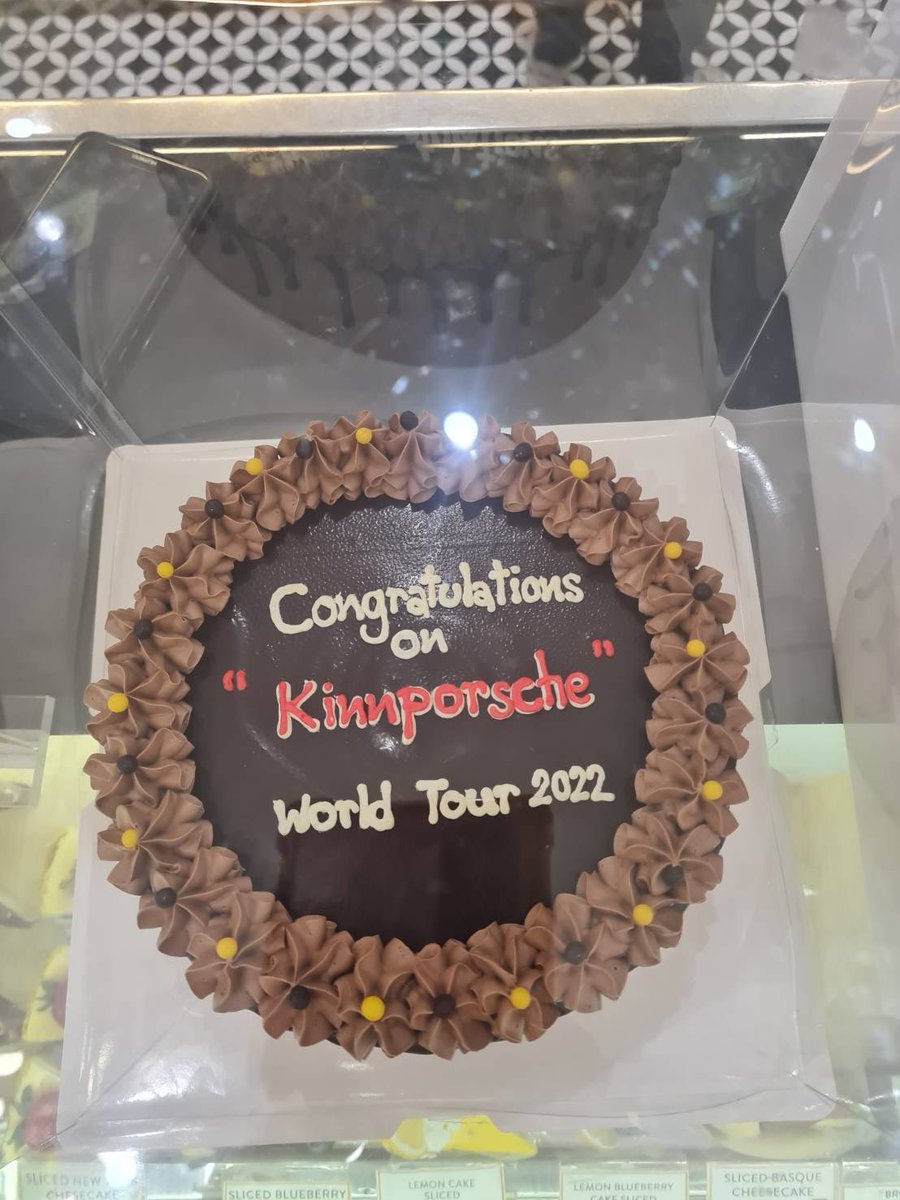 Congratulations
on
"Kinnporsche"
World Tour 2022
SLICED NEW
CHEESECAKE
SLICED BLUEBERRY
LEMON CAKE
SLICED
LEMON BLUEBERRY
CAKE SLICED
SLICED BASQUE
CHEESECAKE